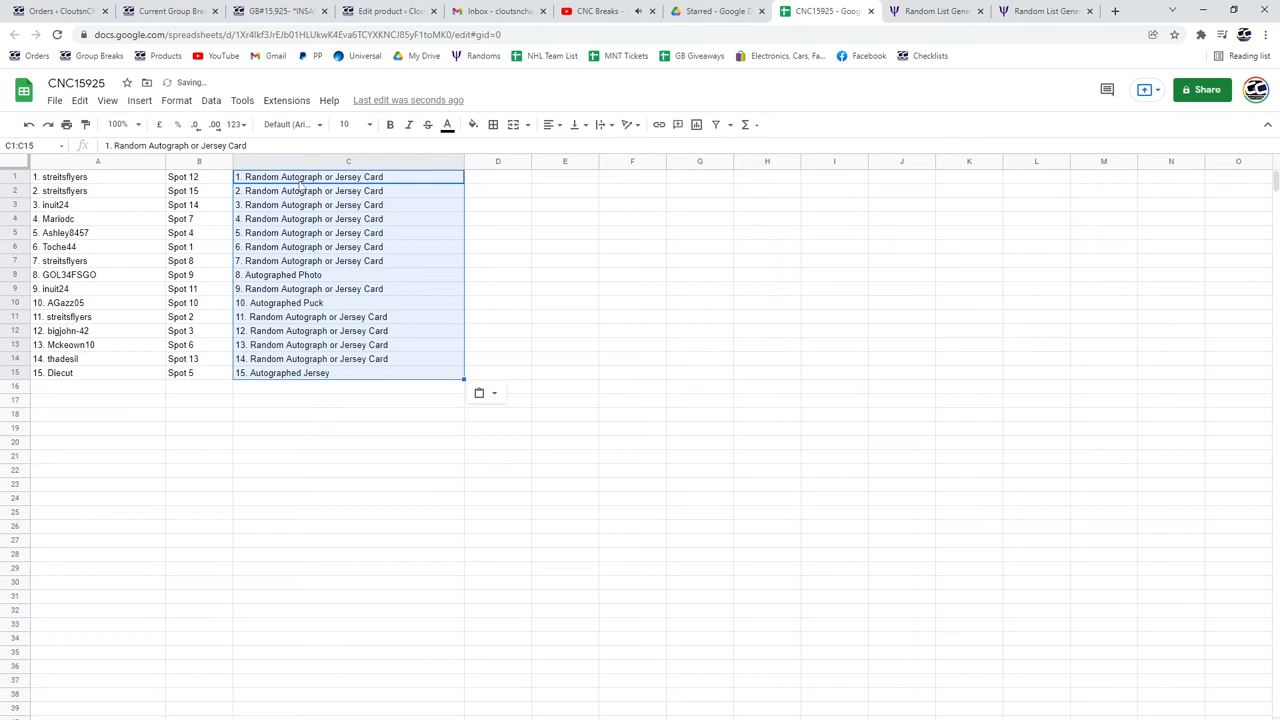 Orders < CloutsnCh
Current Group Brea
GB#15,925- *INSA
Edit product < Clou
Inbox - cloutsnchar
CNC Breaks -
Starred - Google D
CNC15925 - Goog
Random List Gene
Random List Gene
docs.google.com/spreadsheets/d/1Xr4Ikf3JrEJb01HLUkwK4Eva6TCYXKNCJ85yF1toMK0/edit#gid=0
Orders Group Breaks Products YouTube Gmail PP Universal My Drive Randoms NHL Team List MNT Tickets GB Giveaways Electronics, Cars, Fa... Facebook Checklists Reading list
CNC15925 Saving...
File Edit View Insert Format Data Tools Extensions Help Last edit was seconds ago Share
100% £ % .0 .00 123 Default (Ari... 10 B I S A
C1:C15 fx 1. Random Autograph or Jersey Card
A B C D E F G H I J K L M N O
1 1. streitsflyers Spot 12 1. Random Autograph or Jersey Card
2 2. streitsflyers Spot 15 2. Random Autograph or Jersey Card
3 3. inuit24 Spot 14 3. Random Autograph or Jersey Card
4 4. Mariodc Spot 7 4. Random Autograph or Jersey Card
5 5. Ashley8457 Spot 4 5. Random Autograph or Jersey Card
6 6. Toche44 Spot 1 6. Random Autograph or Jersey Card
7 7. streitsflyers Spot 8 7. Random Autograph or Jersey Card
8 8. GOL34FSGO Spot 9 8. Autographed Photo
9 9. inuit24 Spot 11 9. Random Autograph or Jersey Card
10 10. AGazz05 Spot 10 10. Autographed Puck
11 11. streitsflyers Spot 2 11. Random Autograph or Jersey Card
12 12. bigjohn-42 Spot 3 12. Random Autograph or Jersey Card
13 13. Mckeown10 Spot 6 13. Random Autograph or Jersey Card
14 14. thadesil Spot 13 14. Random Autograph or Jersey Card
15 15. Diecut Spot 5 15. Autographed Jersey
16
17
18
19
20
21
22
23
24
25
26
27
28
29
30
31
32
33
34
35
36
37
38
39